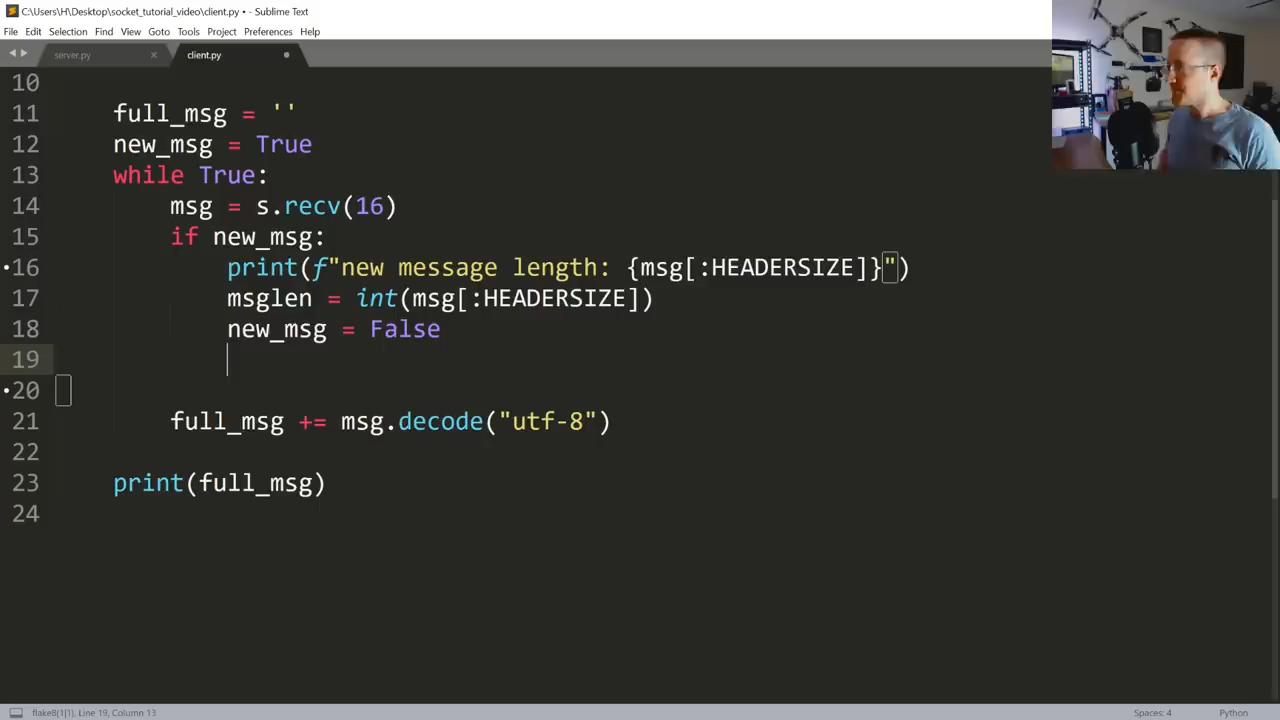 C:\Users\H\Desktop\socket_tutorial_video\client.py • - Sublime Text
File Edit Selection Find View Goto Tools Project Preferences Help
server.py × client.py
10
11 full_msg = ''
12 new_msg = True
13 while True:
14 msg = s.recv(16)
15 if new_msg:
16 print(f"new message length: {msg[:HEADERSIZE]}")
17 msglen = int(msg[:HEADERSIZE])
18 new_msg = False
19
20
21 full_msg += msg.decode("utf-8")
22
23 print(full_msg)
24
flake8(1|1), Line 19, Column 13 Spaces: 4 Python